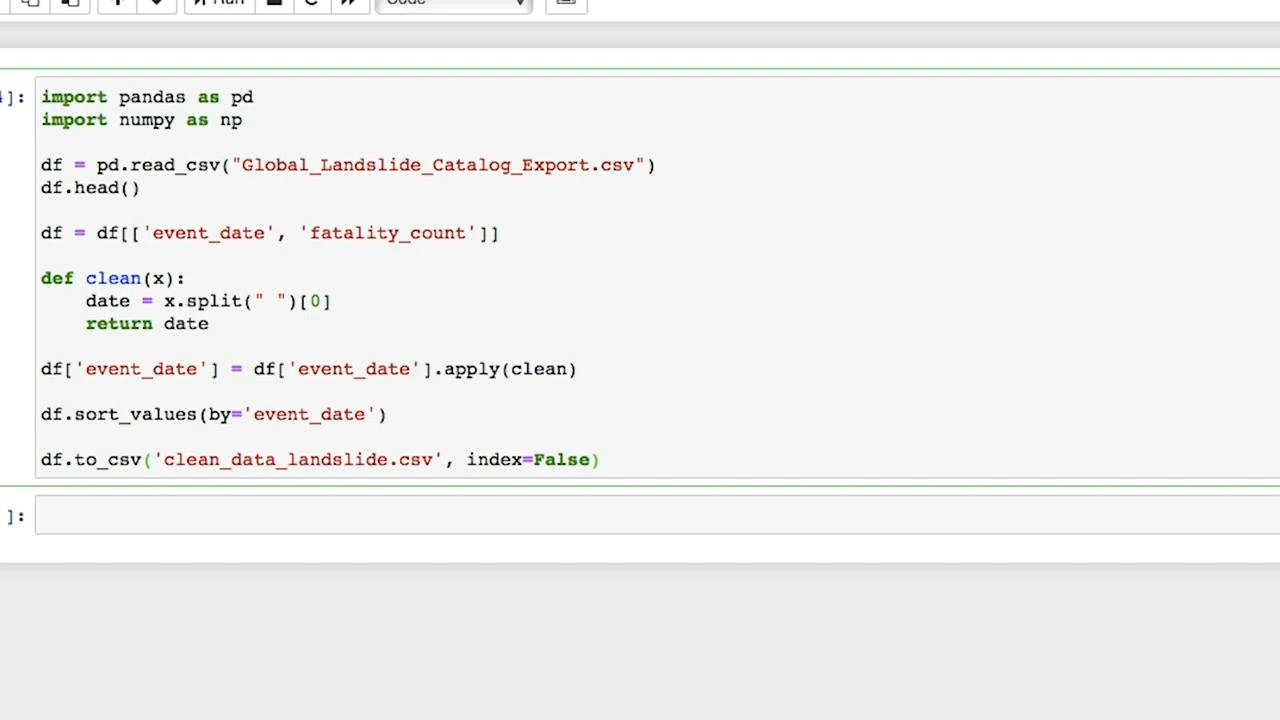 Run
Code
]:
import pandas as pd
import numpy as np
df = pd.read_csv("Global_Landslide_Catalog_Export.csv")
df.head()
df = df[['event_date', 'fatality_count']]
def clean(x):
    date = x.split(" ")[0]
    return date
df['event_date'] = df['event_date'].apply(clean)
df.sort_values(by='event_date')
df.to_csv('clean_data_landslide.csv', index=False)
]: